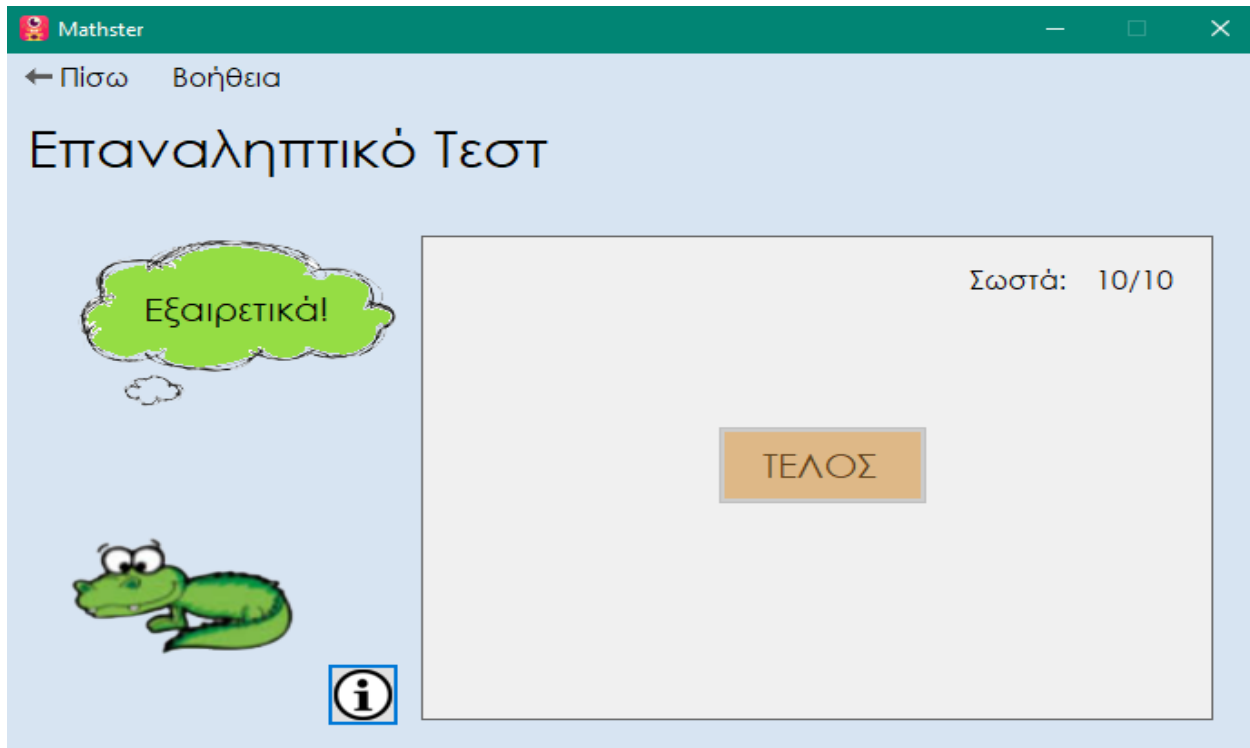 Mathster
Πίσω Βοήθεια
Επαναληπτικό Τεστ
Εξαιρετικά!
Σωστά: 10/10
ΤΕΛΟΣ